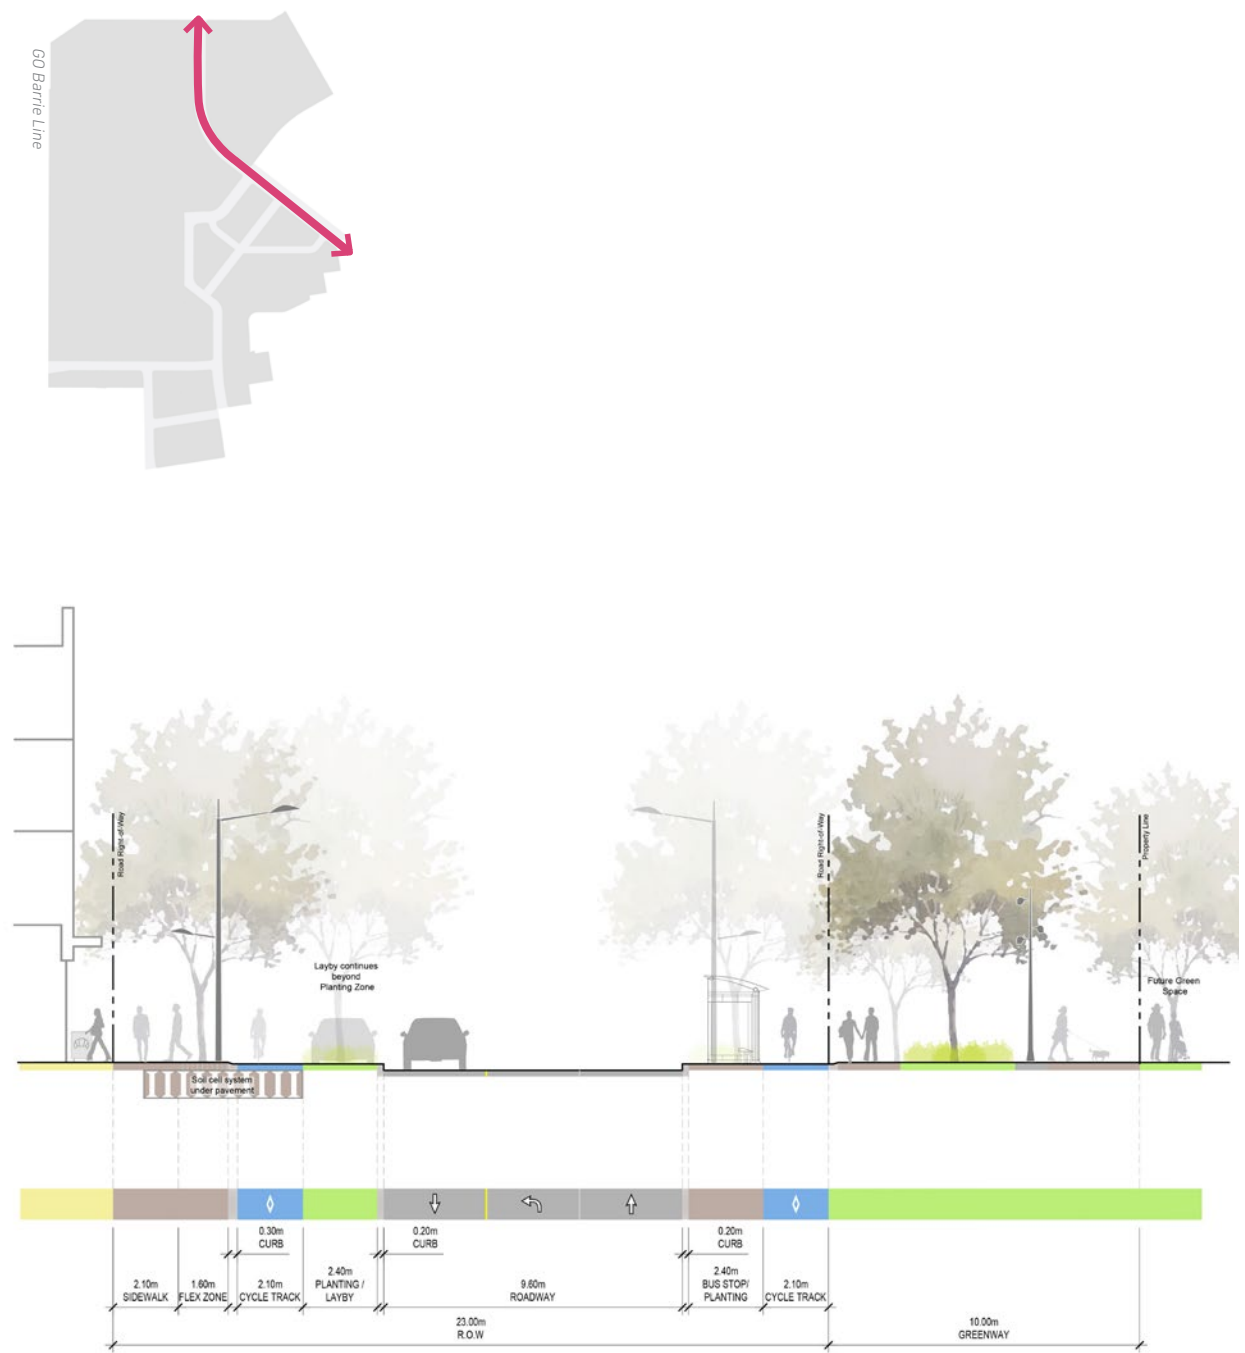 GO Barrie Line
Road Right-of-Way
Road Right-of-Way
Property Line
Layby continues
beyond
Planting Zone
Future Green
Space
Soil cell system
under pavement
0.30m
CURB
0.20m
CURB
0.20m
CURB
2.10m
SIDEWALK
1.60m
FLEX ZONE
2.10m
CYCLE TRACK
2.40m
PLANTING /
LAYBY
9.60m
ROADWAY
2.40m
BUS STOP/
PLANTING
2.10m
CYCLE TRACK
23.00m
R.O.W
10.00m
GREENWAY